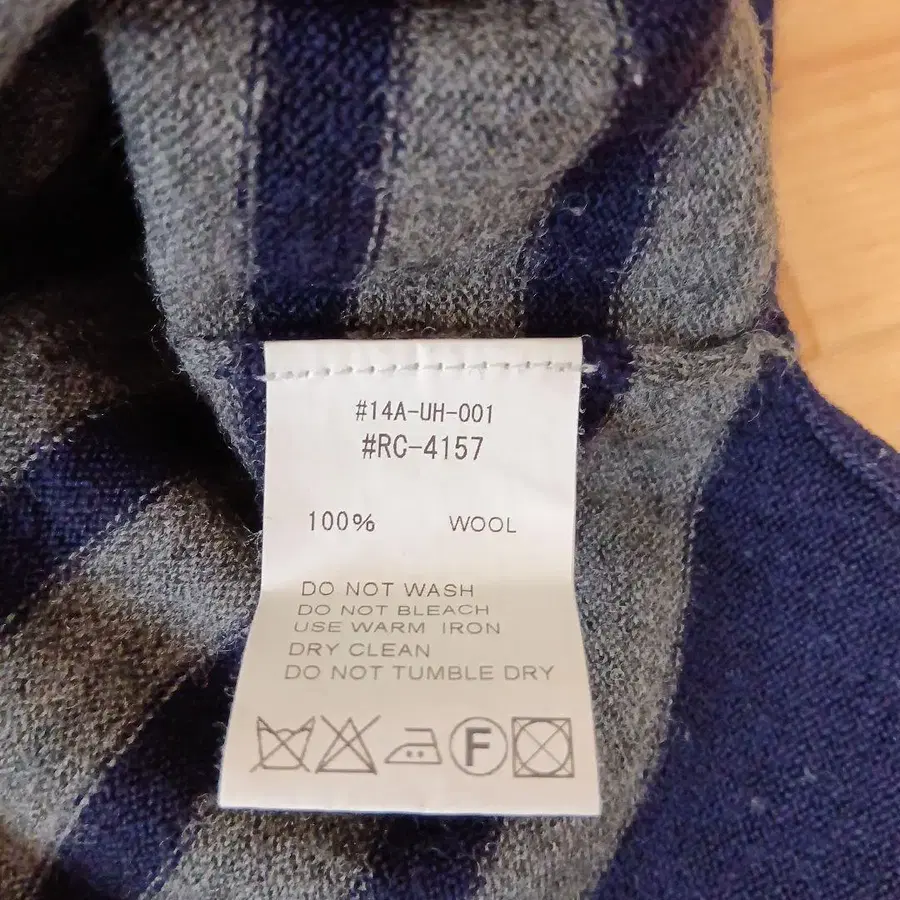 #14A-UH-001
#RC-4157
100% WOOL
DO NOT WASH
DO NOT BLEACH
USE WARM IRON
DRY CLEAN
DO NOT TUMBLE DRY
F